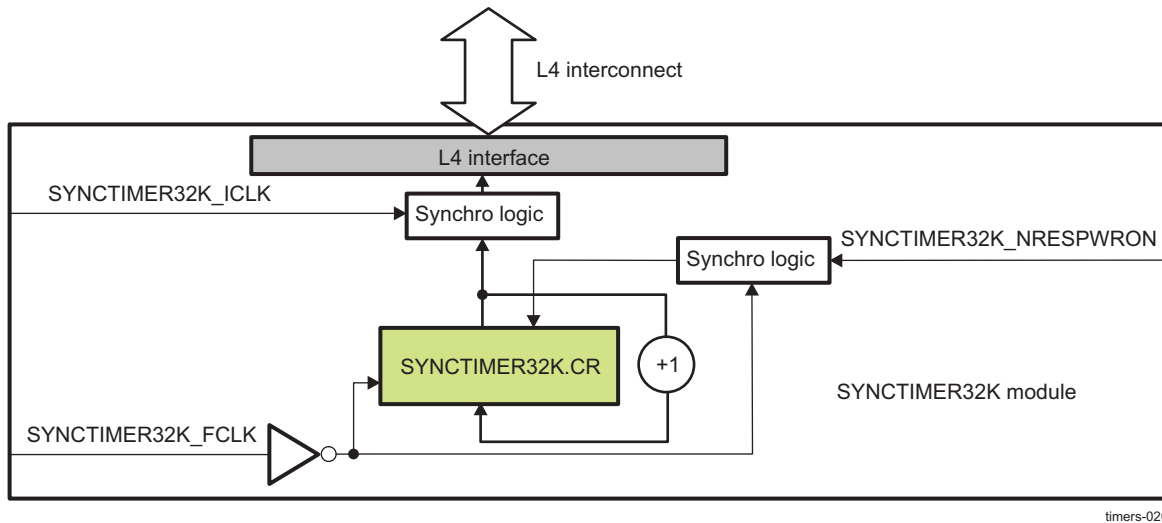 L4 interconnect
L4 interface
SYNCTIMER32K_ICLK
Synchro logic
SYNCTIMER32K_NRESPWRON
Synchro logic
SYNCTIMER32K.CR
+1
SYNCTIMER32K module
SYNCTIMER32K_FCLK